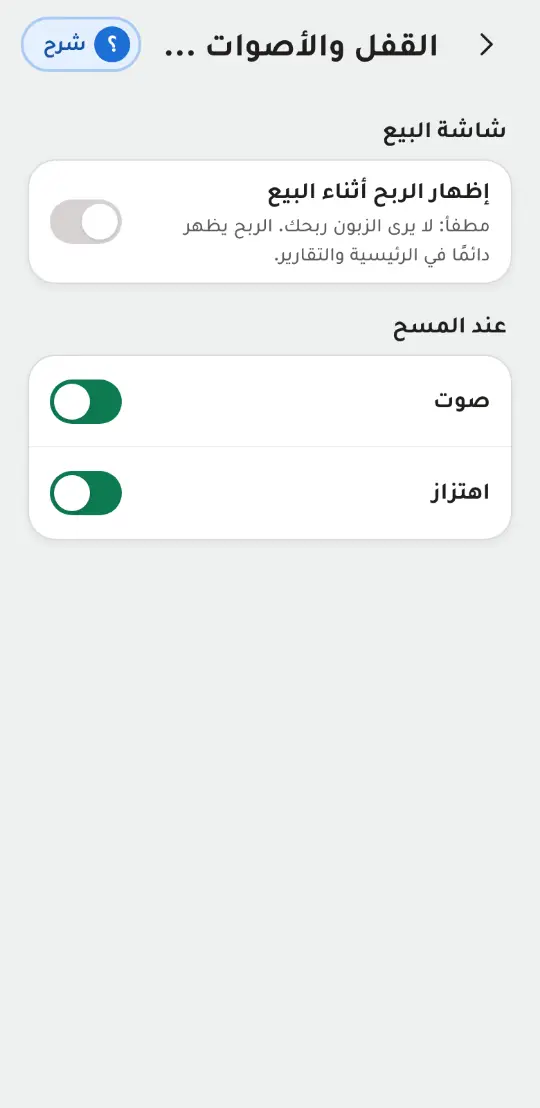 القفل والأصوات ...
؟ شرح
شاشة البيع
إظهار الربح أثناء البيع
مطفأ: لا يرى الزبون ربحك. الربح يظهر
دائمًا في الرئيسية والتقارير.
عند المسح
صوت
اهتزاز